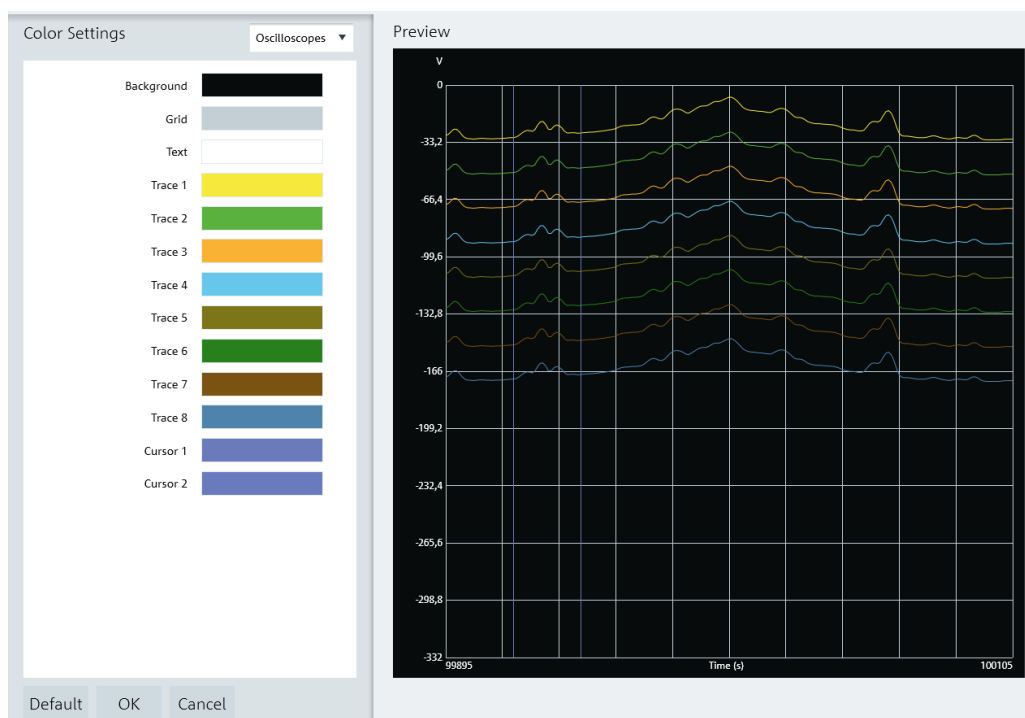 Color Settings
Oscilloscopes
Background
Grid
Text
Trace 1
Trace 2
Trace 3
Trace 4
Trace 5
Trace 6
Trace 7
Trace 8
Cursor 1
Cursor 2
Default
OK
Cancel
Preview
V
0
-33,2
-66,4
-99,6
-132,8
-166
-199,2
-232,4
-265,6
-298,8
-332
99895
Time (s)
100105